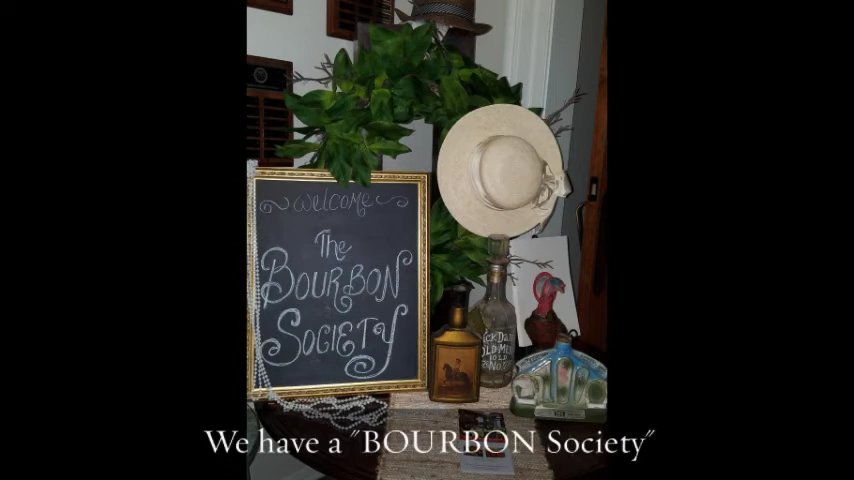 welcome
The
BOURBON
SOCIETY
We have a "BOURBON Society"